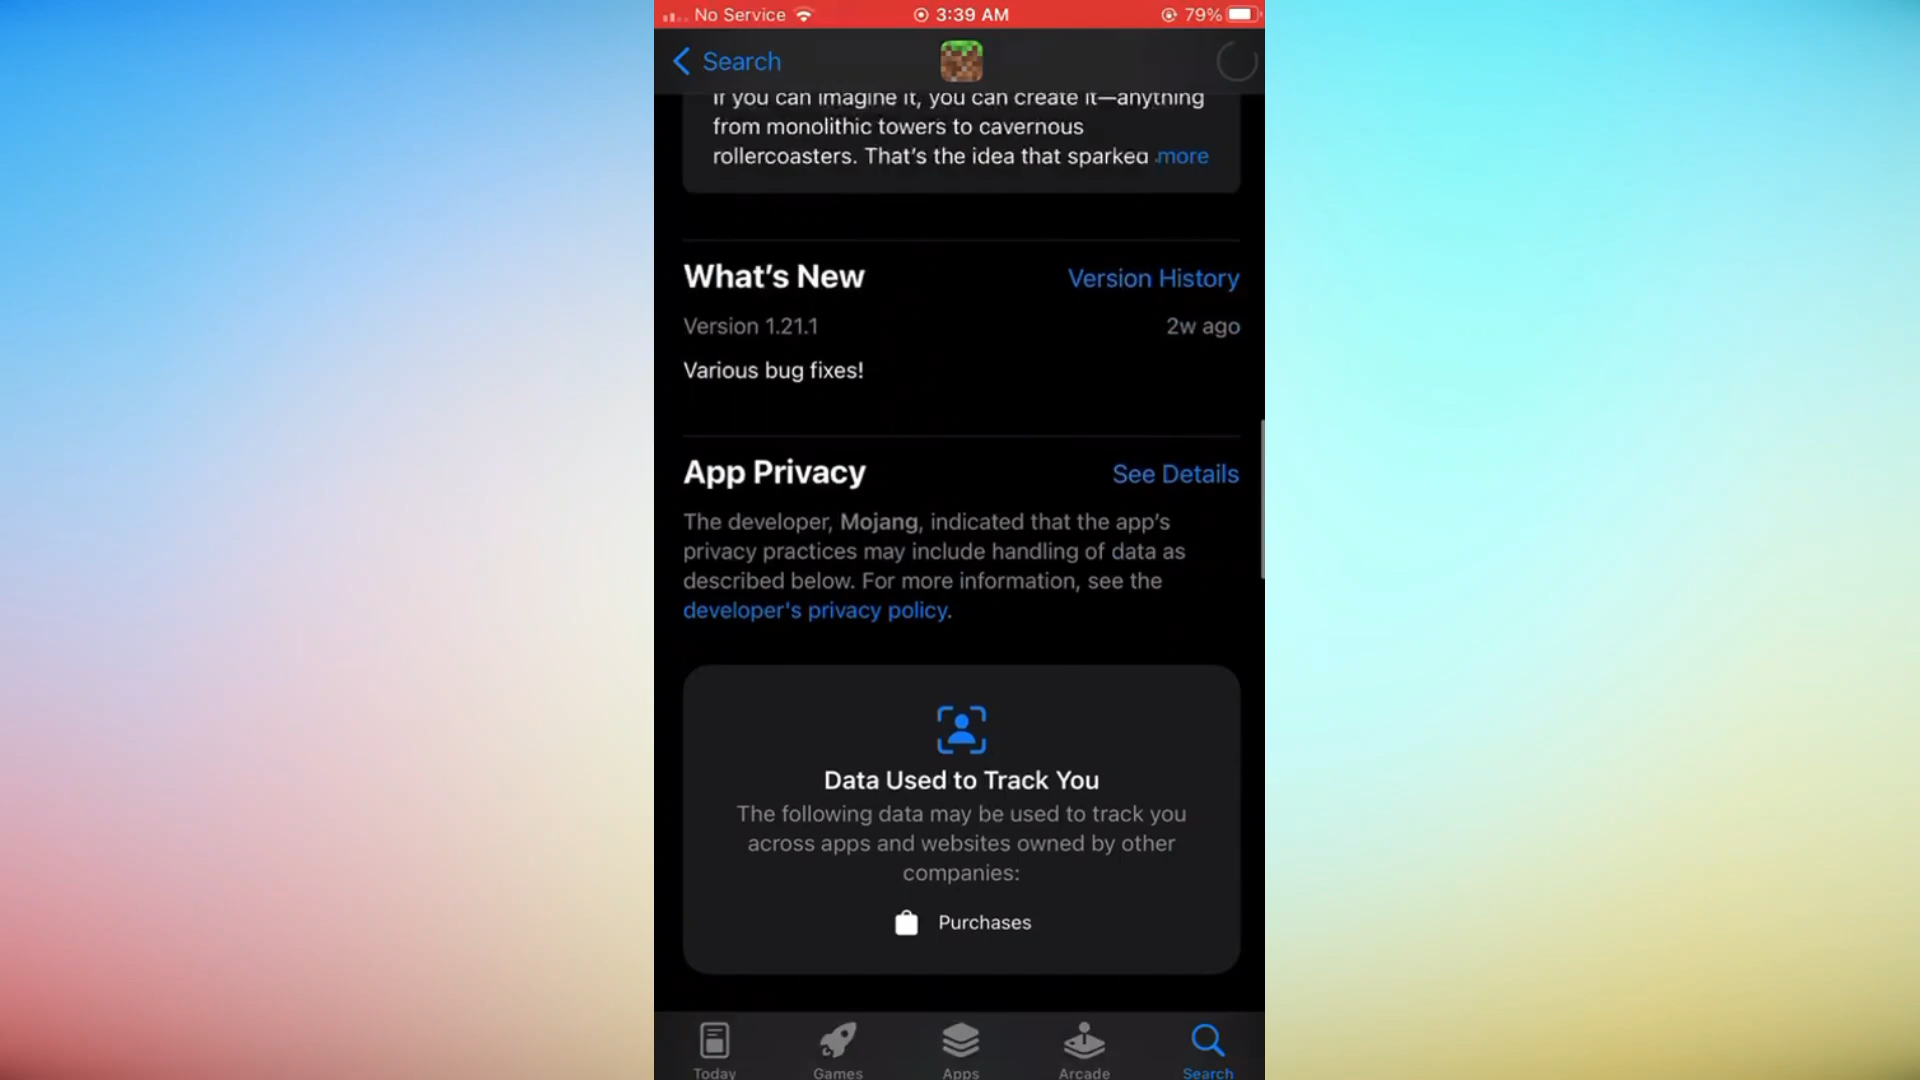 No Service
3:39 AM
79%
Search
If you can imagine it, you can create it—anything
from monolithic towers to cavernous
rollercoasters. That's the idea that sparked more
What's New
Version History
Version 1.21.1
2w ago
Various bug fixes!
App Privacy
See Details
The developer, Mojang, indicated that the app's
privacy practices may include handling of data as
described below. For more information, see the
developer's privacy policy.
Data Used to Track You
The following data may be used to track you
across apps and websites owned by other
companies:
Purchases
Today
Games
Apps
Arcade
Search